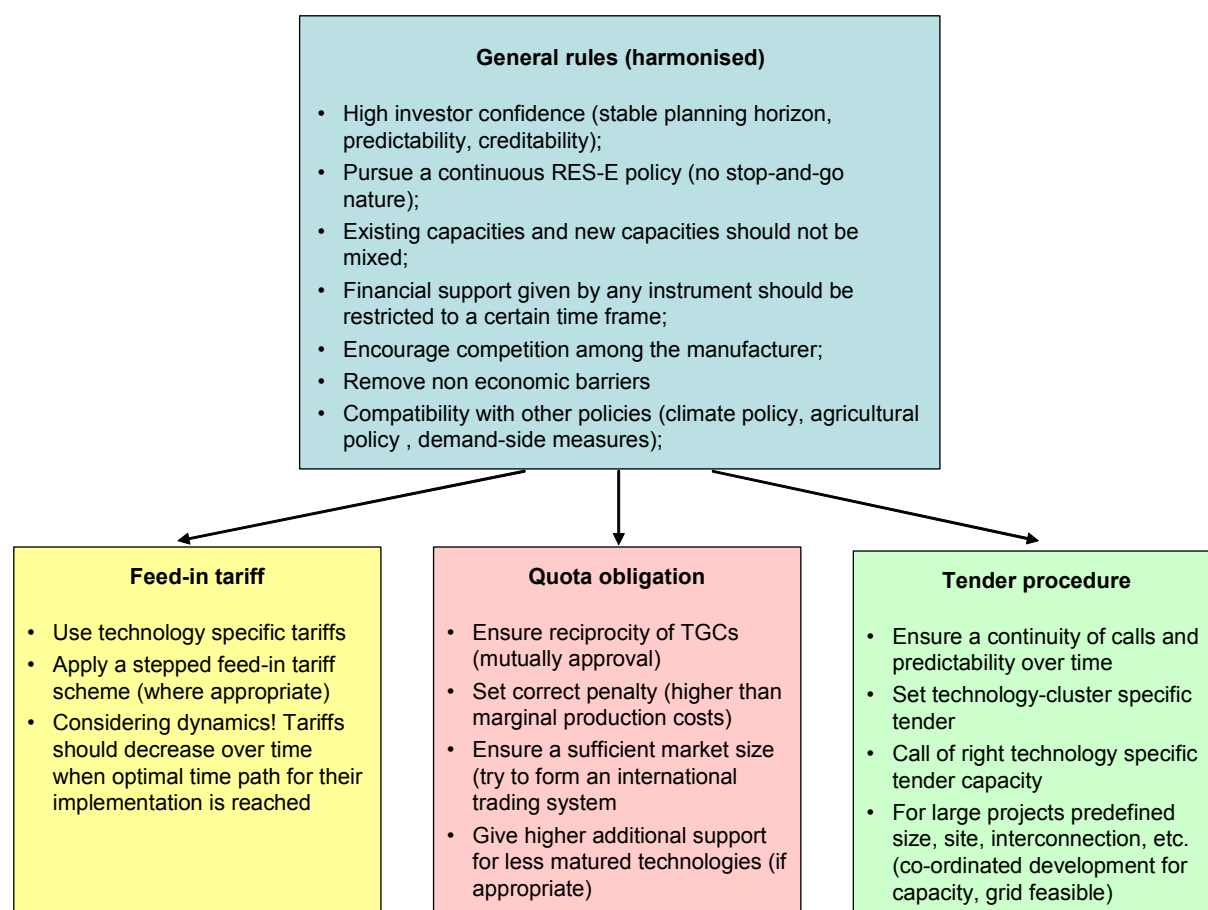 General rules (harmonised)
• High investor confidence (stable planning horizon,
predictability, creditability);
• Pursue a continuous RES-E policy (no stop-and-go
nature);
• Existing capacities and new capacities should not be
mixed;
• Financial support given by any instrument should be
restricted to a certain time frame;
• Encourage competition among the manufacturer;
• Remove non economic barriers
• Compatibility with other policies (climate policy, agricultural
policy , demand-side measures);
Feed-in tariff
• Use technology specific tariffs
• Apply a stepped feed-in tariff
scheme (where appropriate)
• Considering dynamics! Tariffs
should decrease over time
when optimal time path for their
implementation is reached
Quota obligation
• Ensure reciprocity of TGCs
(mutually approval)
• Set correct penalty (higher than
marginal production costs)
• Ensure a sufficient market size
(try to form an international
trading system
• Give higher additional support
for less matured technologies (if
appropriate)
Tender procedure
• Ensure a continuity of calls and
predictability over time
• Set technology-cluster specific
tender
• Call of right technology specific
tender capacity
• For large projects predefined
size, site, interconnection, etc.
(co-ordinated development for
capacity, grid feasible)